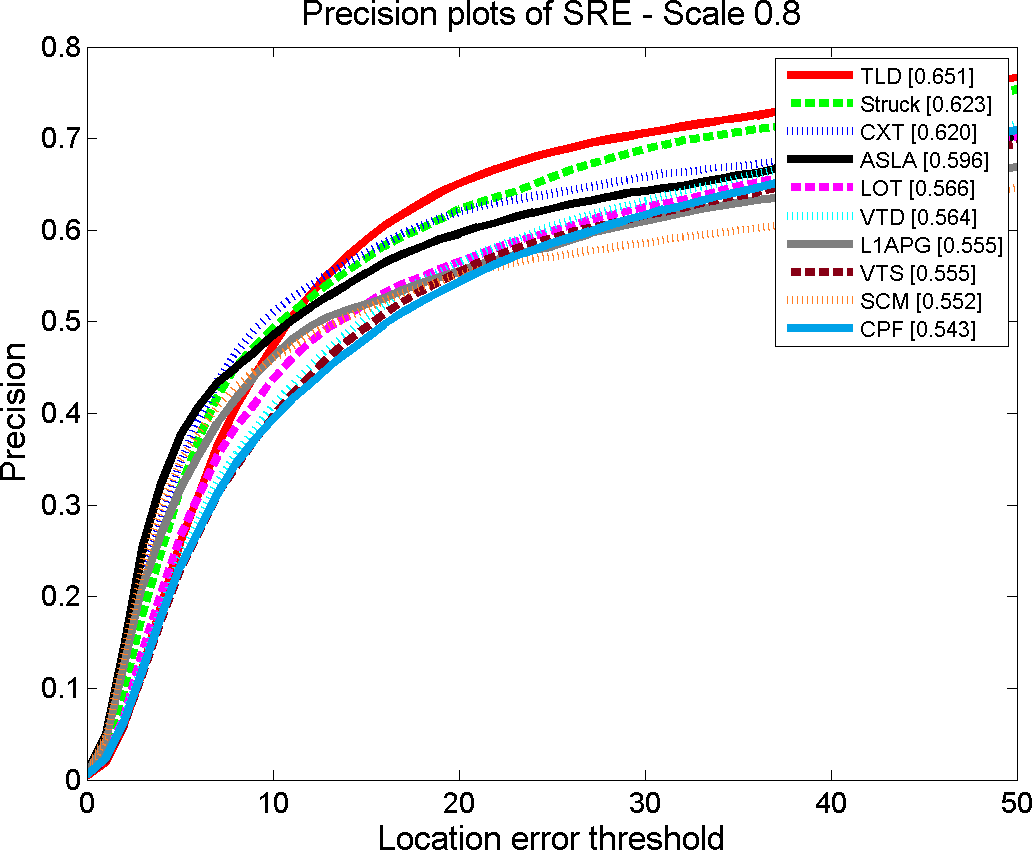 Precision plots of SRE - Scale 0.8
0.8
0.7
0.6
0.5
0.4
0.3
0.2
0.1
0
Precision
TLD [0.651]
Struck [0.623]
CXT [0.620]
ASLA [0.596]
LOT [0.566]
VTD [0.564]
L1APG [0.555]
VTS [0.555]
SCM [0.552]
CPF [0.543]
0 10 20 30 40 50
Location error threshold